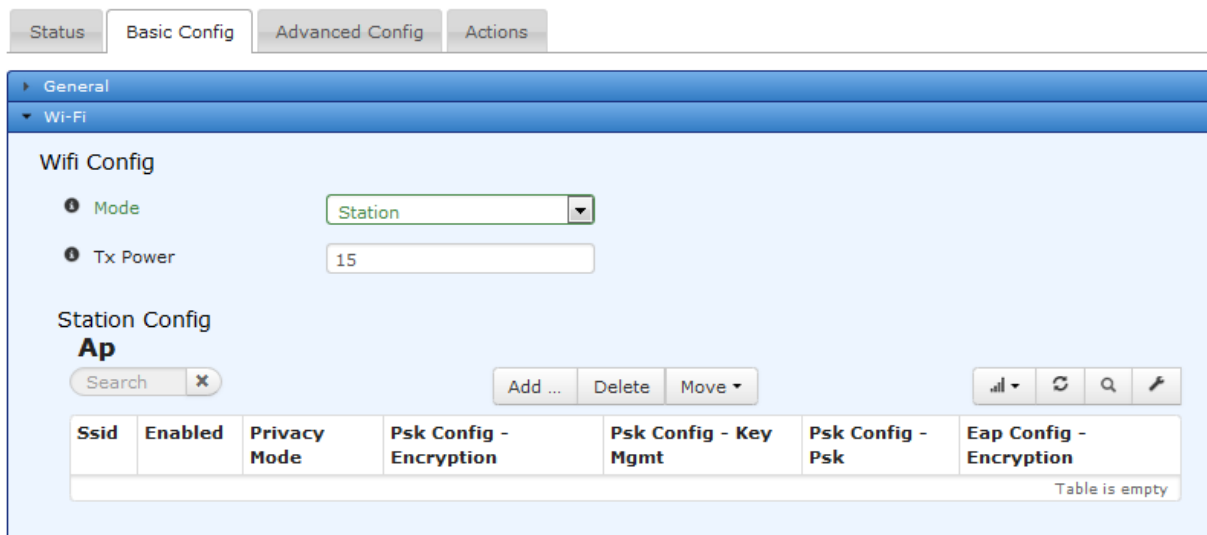 Status Basic Config Advanced Config Actions
General
Wi-Fi
Wifi Config
Mode Station
Tx Power 15
Station Config
Ap
Search Add ... Delete Move
Ssid Enabled Privacy Mode Psk Config - Encryption Psk Config - Key Mgmt Psk Config - Psk Eap Config - Encryption
Table is empty